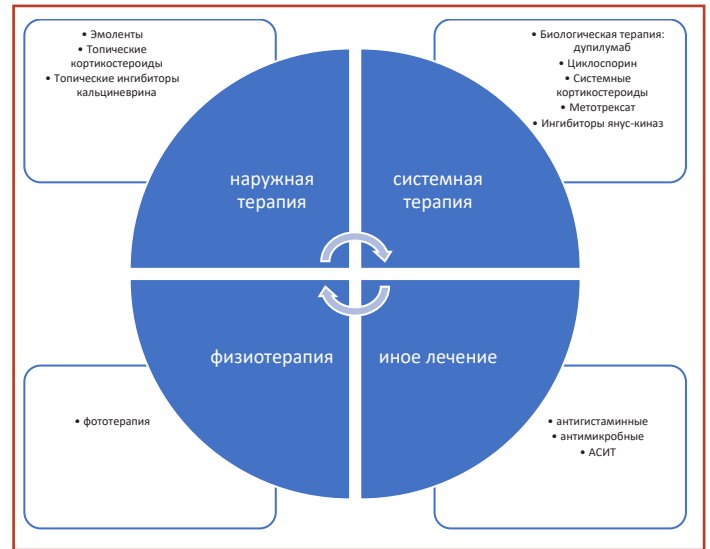 • Эмоленты
• Топические
кортикостероиды
• Топические ингибиторы
кальциневрина
• Биологическая терапия:
дупилумаб
• Циклоспорин
• Системные
кортикостероиды
• Метотрексат
• Ингибиторы янус-киназ
наружная
терапия
системная
терапия
физиотерапия
иное лечение
• фототерапия
• антигистаминные
• антимикробные
• АСИТ